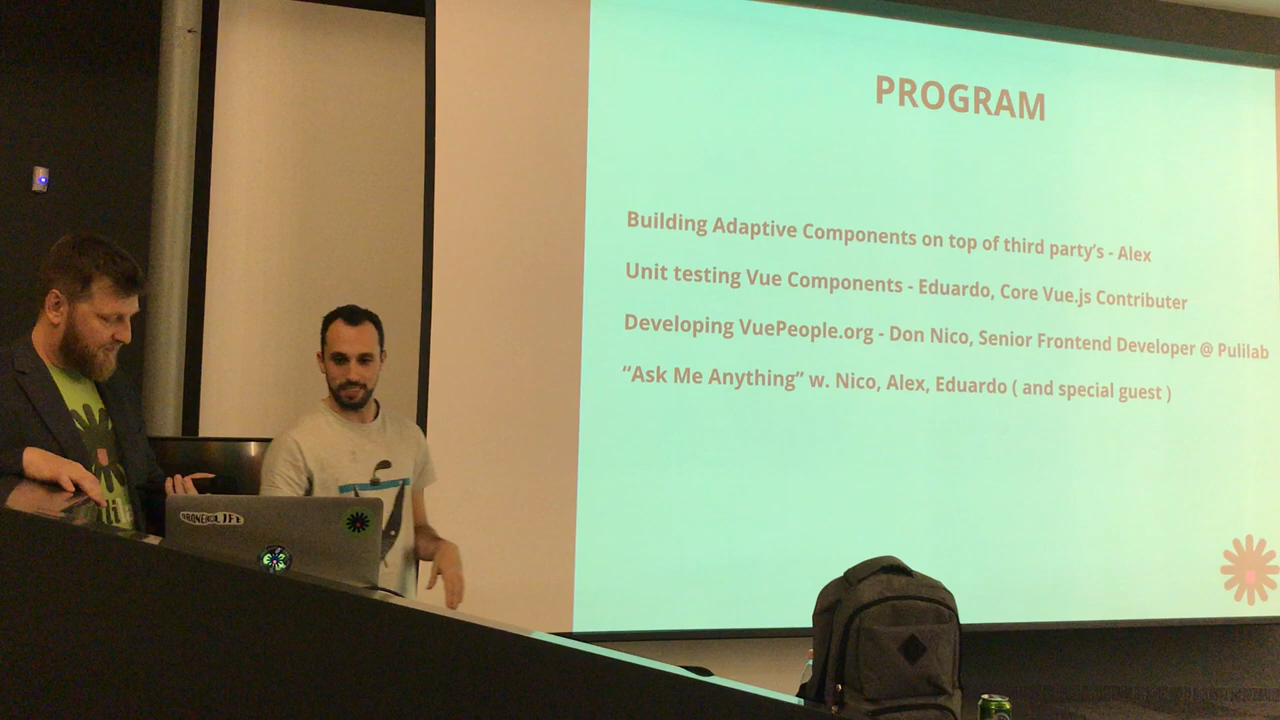 PROGRAM
Building Adaptive Components on top of third party's - Alex
Unit testing Vue Components - Eduardo, Core Vue.js Contributer
Developing VuePeople.org - Don Nico, Senior Frontend Developer @ Pulilab
“Ask Me Anything” w. Nico, Alex, Eduardo ( and special guest )